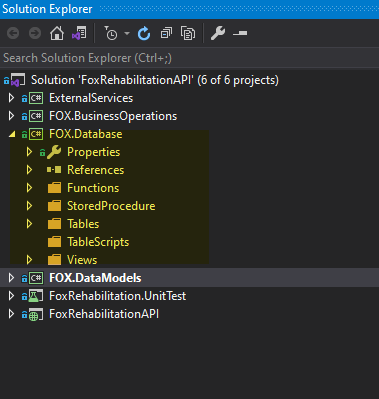 Solution Explorer
Search Solution Explorer (Ctrl+;)
Solution 'FoxRehabilitationAPI' (6 of 6 projects)
C# ExternalServices
C# FOX.BusinessOperations
C# FOX.Database
Properties
References
Functions
StoredProcedure
Tables
TableScripts
Views
C# FOX.DataModels
FoxRehabilitation.UnitTest
FoxRehabilitationAPI